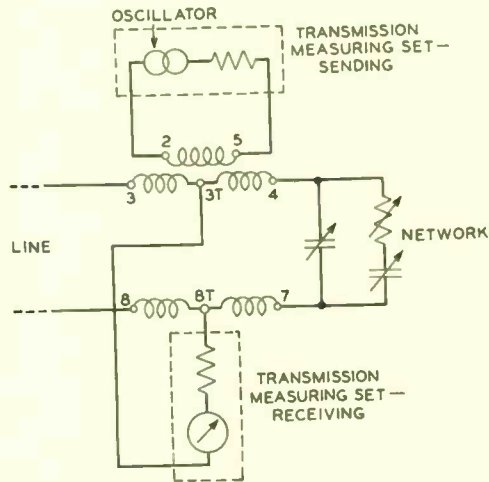 OSCILLATOR
TRANSMISSION
MEASURING SET—
SENDING
2
5
3
3T
4
LINE
NETWORK
8
8T
7
TRANSMISSION
MEASURING SET—
RECEIVING